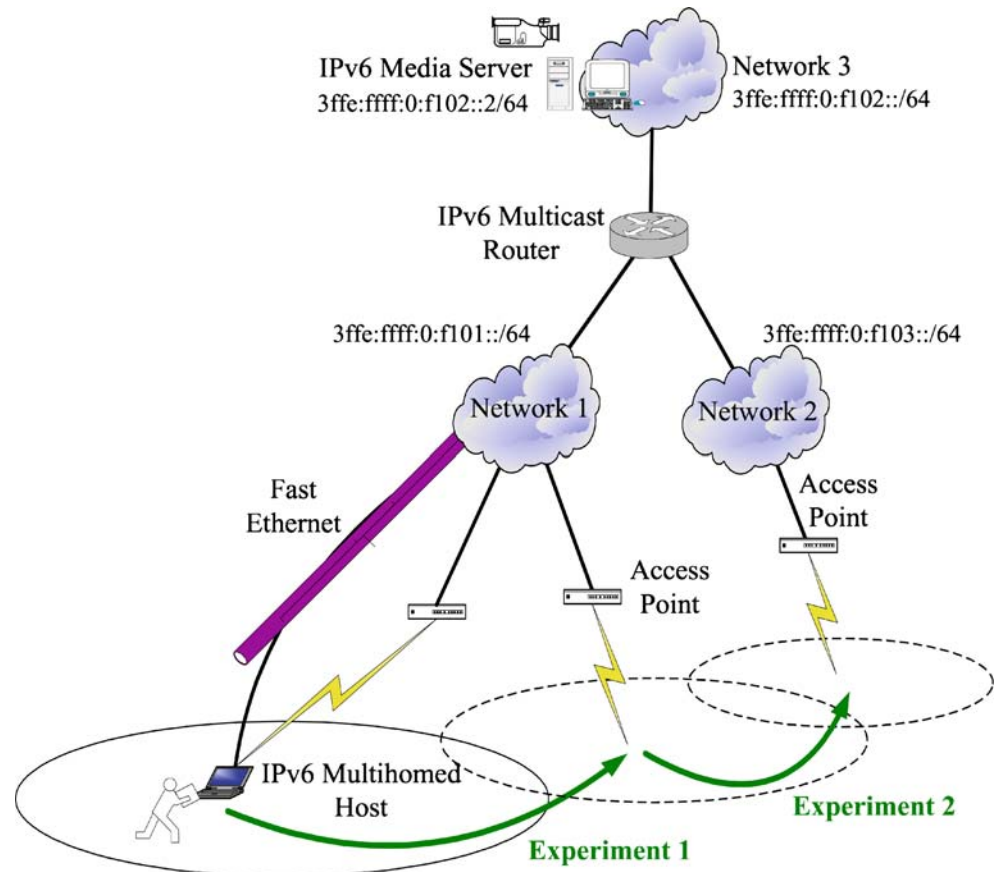 IPv6 Media Server
3ffe:ffff:0:f102::2/64
Network 3
3ffe:ffff:0:f102::/64
IPv6 Multicast
Router
3ffe:ffff:0:f101::/64
3ffe:ffff:0:f103::/64
Network 1
Network 2
Fast
Ethernet
Access
Point
Access
Point
IPv6 Multihomed
Host
Experiment 2
Experiment 1